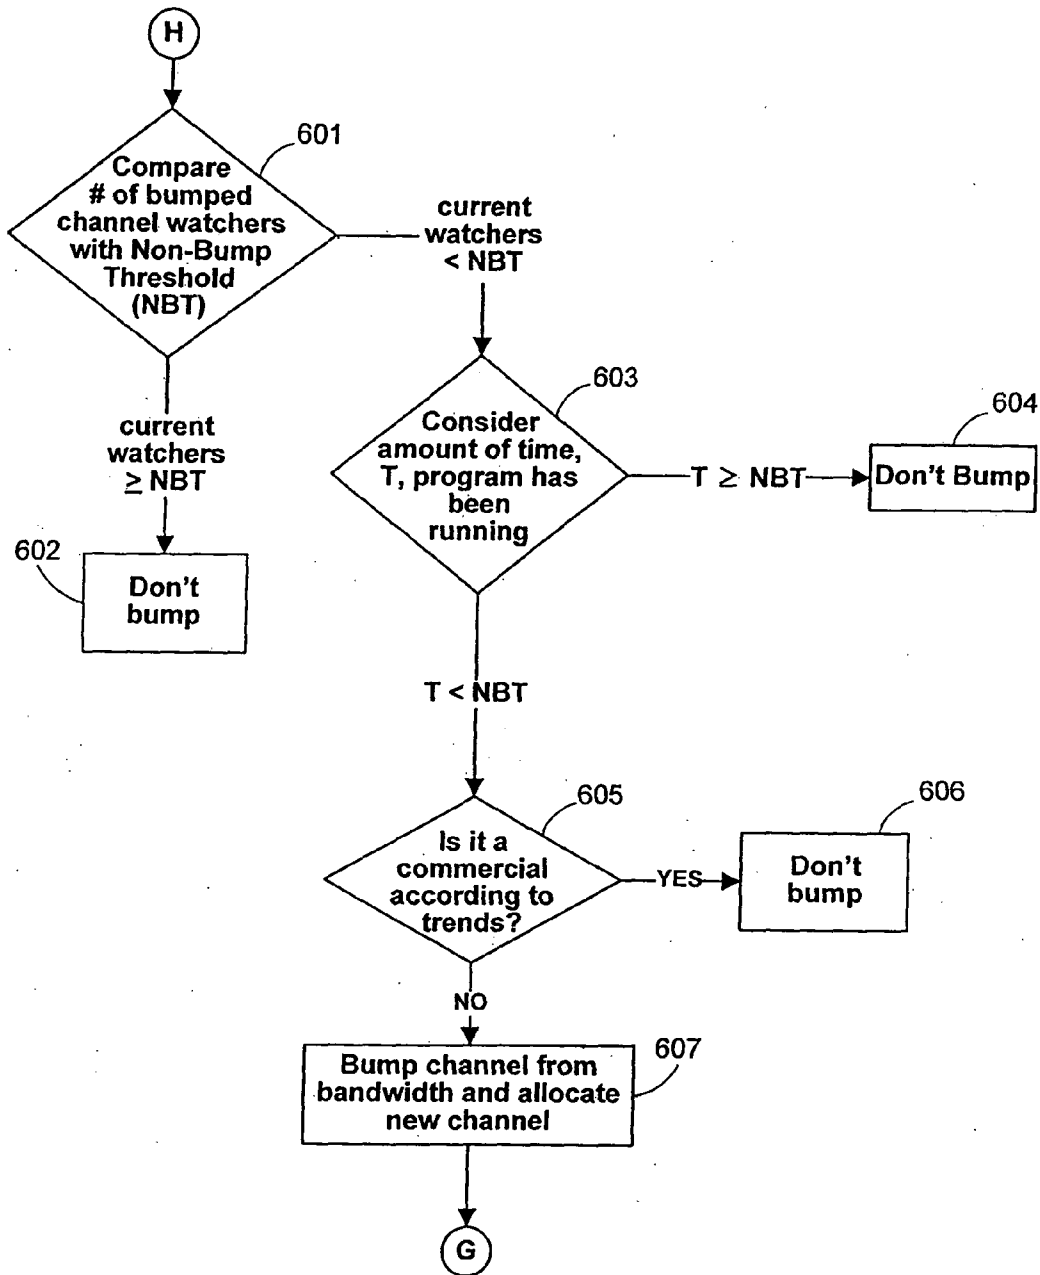 H
601
Compare
# of bumped
channel watchers
with Non-Bump
Threshold
(NBT)
current
watchers
< NBT
current
watchers
≥ NBT
602
Don't
bump
603
Consider
amount of time,
T, program has
been
running
T ≥ NBT
604
Don't Bump
T < NBT
605
Is it a
commercial
according to
trends?
YES
606
Don't
bump
NO
607
Bump channel from
bandwidth and allocate
new channel
G